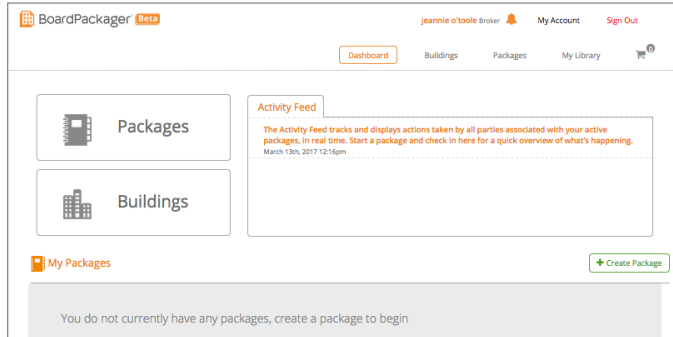 BoardPackager Beta
jeannie o'toole Broker My Account Sign Out
Dashboard Buildings Packages My Library 0
Packages
Buildings
Activity Feed
The Activity Feed tracks and displays actions taken by all parties associated with your active
packages, in real time. Start a package and check in here for a quick overview of what's happening.
March 13th, 2017 12:16pm
My Packages
+ Create Package
You do not currently have any packages, create a package to begin